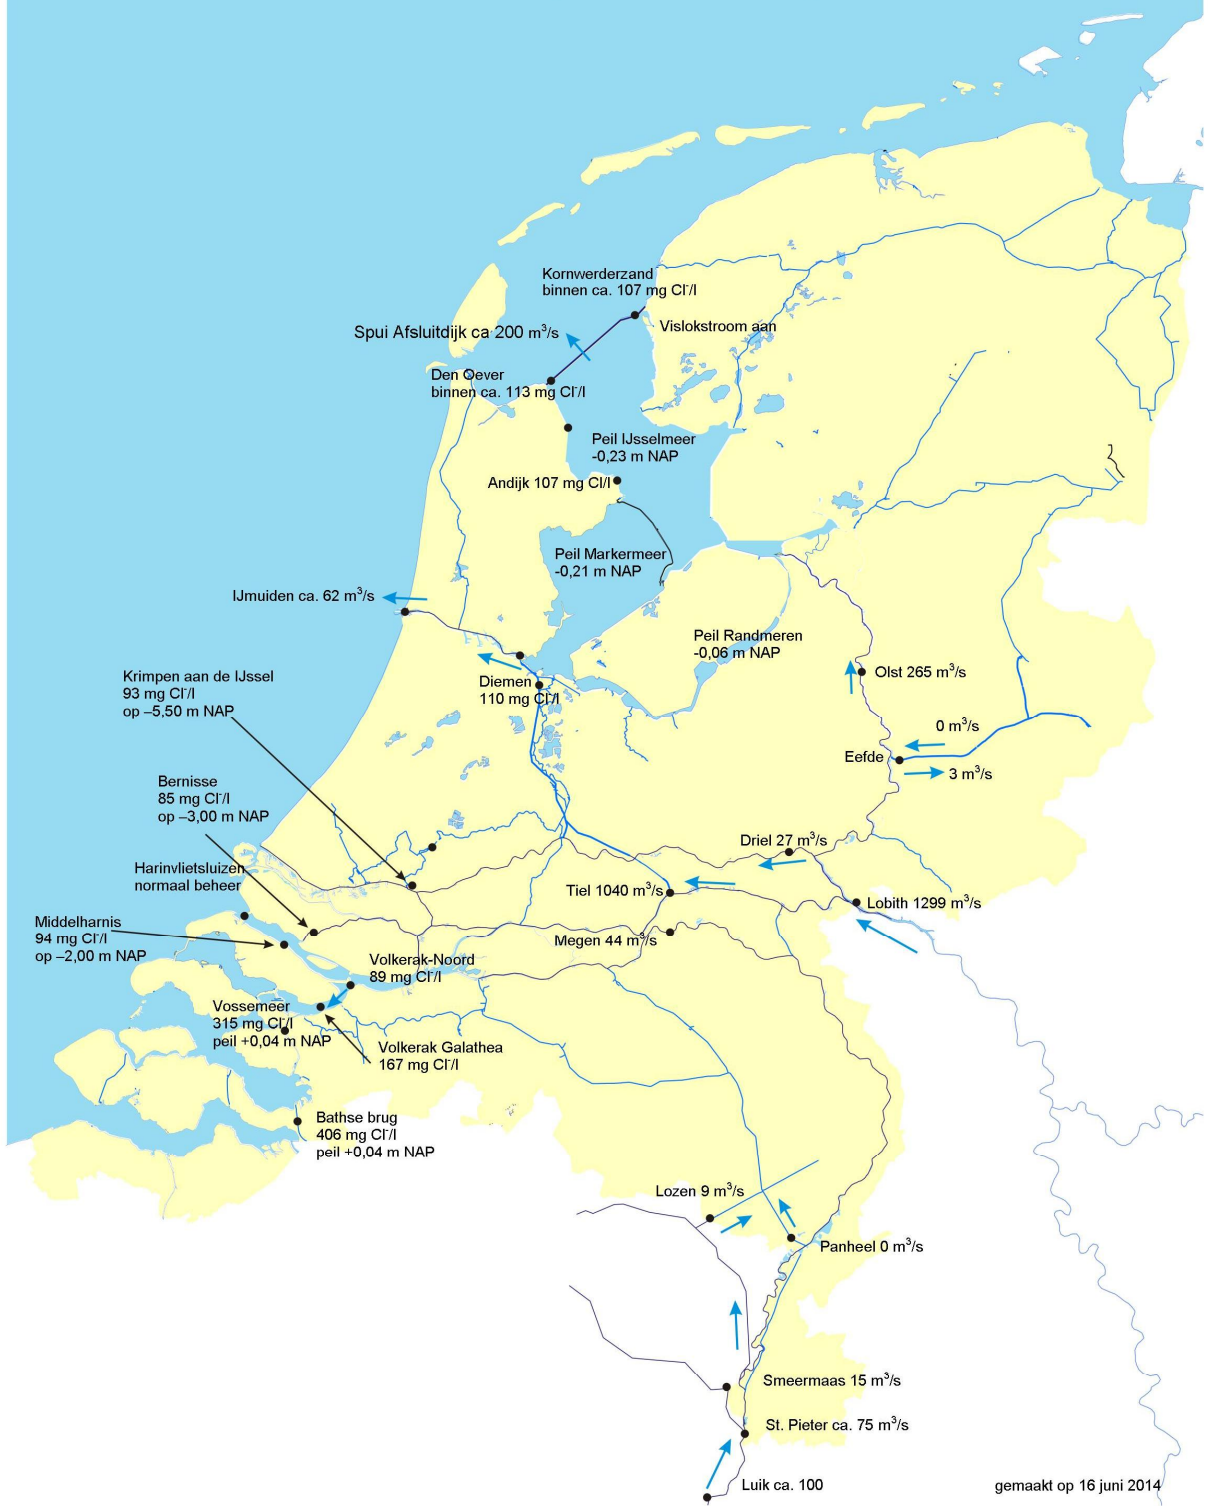 Kornwerderzand
binnen ca. 107 mg Cl⁻/l
Spui Afsluitdijk ca 200 m³/s
Vislokstroom aan
Den Oever
binnen ca. 113 mg Cl⁻/l
Peil IJsselmeer
-0,23 m NAP
Andijk 107 mg Cl/l
Peil Markermeer
-0,21 m NAP
IJmuiden ca. 62 m³/s
Peil Randmeren
-0,06 m NAP
Krimpen aan de IJssel
93 mg Cl⁻/l
op –5,50 m NAP
Diemen
110 mg Cl⁻/l
Olst 265 m³/s
0 m³/s
Eefde
3 m³/s
Bernisse
85 mg Cl⁻/l
op –3,00 m NAP
Driel 27 m³/s
Harinvlietsluizen
normaal beheer
Tiel 1040 m³/s
Lobith 1299 m³/s
Middelharnis
94 mg Cl⁻/l
op –2,00 m NAP
Megen 44 m³/s
Volkerak-Noord
89 mg Cl⁻/l
Vossemeer
315 mg Cl⁻/l
peil +0,04 m NAP
Volkerak Galathea
167 mg Cl⁻/l
Bathse brug
406 mg Cl⁻/l
peil +0,04 m NAP
Lozen 9 m³/s
Panheel 0 m³/s
Smeermaas 15 m³/s
St. Pieter ca. 75 m³/s
Luik ca. 100
gemaakt op 16 juni 2014